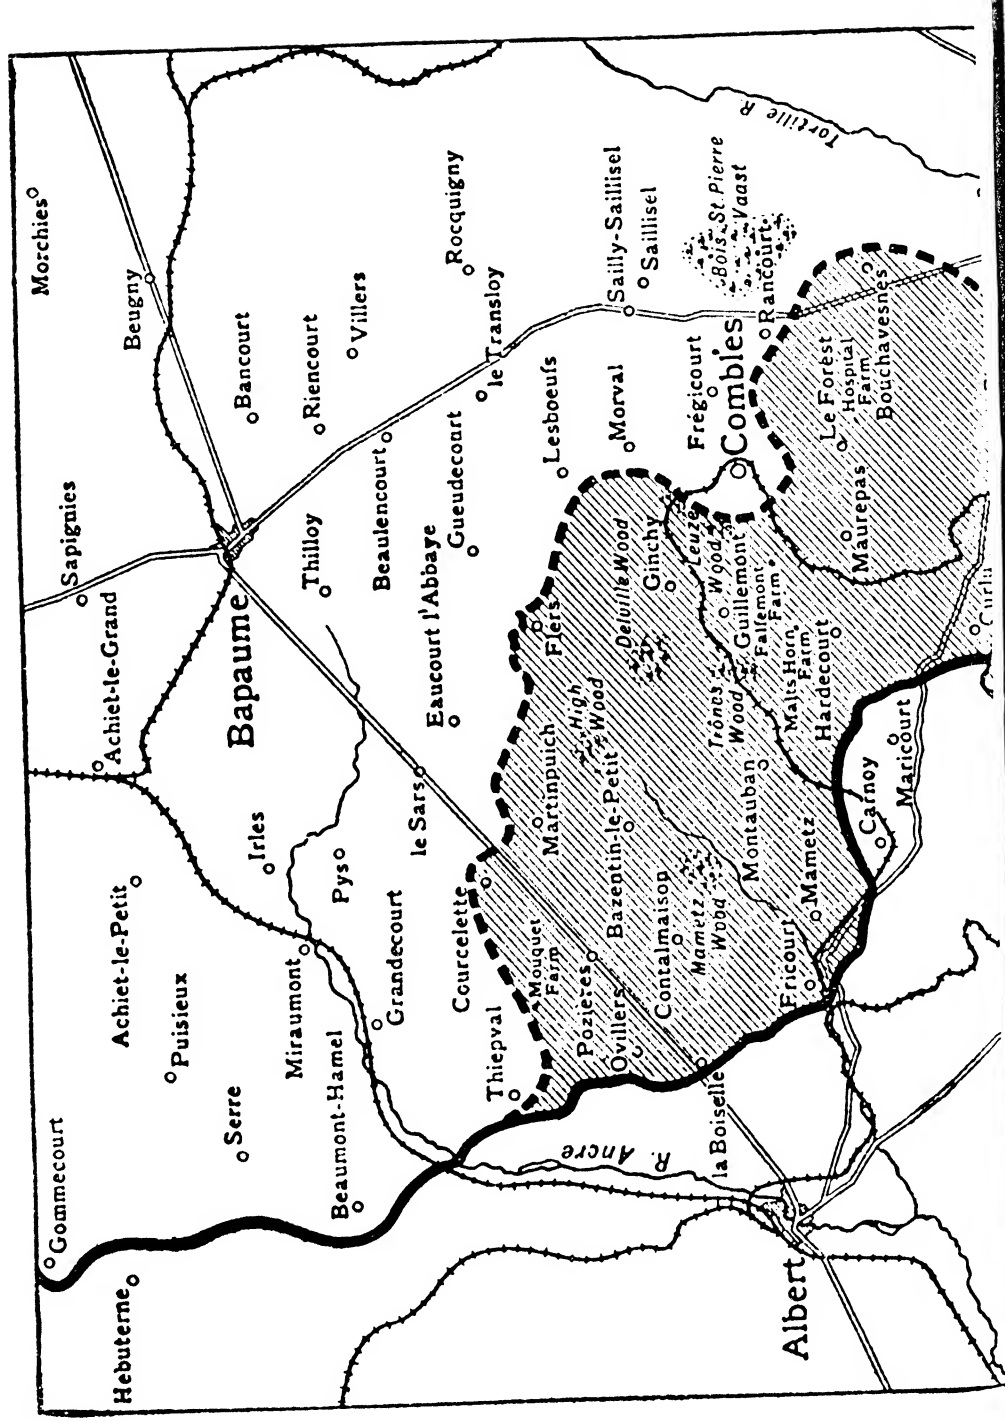 Gommecourt
Hebuterne
Achiet-le-Petit
Puisieux
Serre
Miraumont
Beaumont-Hamel
Achiet-le-Grand
Sapignies
Morchies
Beugny
Bapaume
Bancourt
Riencourt
Villers
Irles
Pys
Grandecourt
Thilloy
Beaulencourt
le Sars
Eaucourt l'Abbaye
Gueudecourt
le Transloy
Rocquigny
Courcelette
Thiepval
Mouquet
Farm
Martinpuich
High
Wood
Flers
Delville Wood
Lesboeufs
Morval
Sailly-Saillisel
Saillisel
Bois St. Pierre
Vaast
Tortille R
R. Ancre
Pozieres
Ovillers
la Boiselle
Bazentin-le-Petit
Contalmaison
Mametz
Wood
Ginchy
Leuze
Wood
Guillemont
Falfemont
Farm
Trônes
Wood
Malts Horn
Farm
Hardecourt
Montauban
Mametz
Fricourt
Carnoy
Maricourt
Frégicourt
Combles
Rancourt
Le Forest
Hospital
Farm
Bouchavesnes
Maurepas
Albert